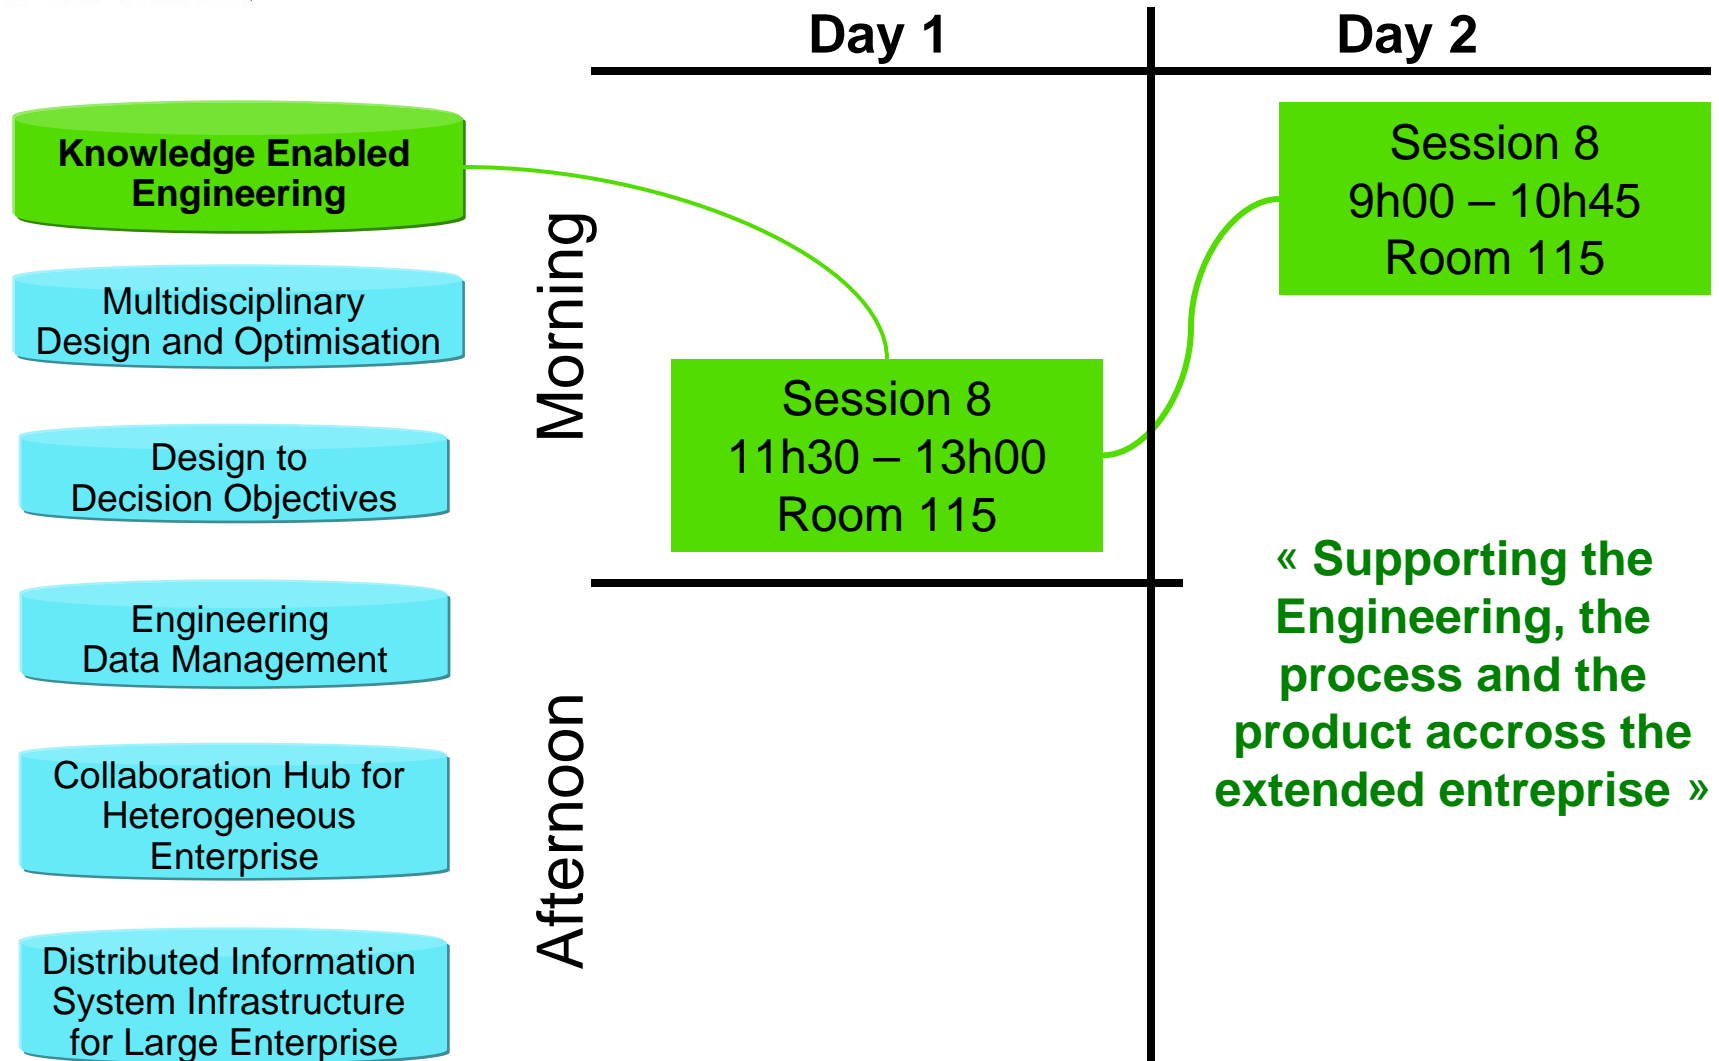 Day 1
Day 2
Knowledge Enabled
Engineering
Multidisciplinary
Design and Optimisation
Design to
Decision Objectives
Engineering
Data Management
Collaboration Hub for
Heterogeneous
Enterprise
Distributed Information
System Infrastructure
for Large Enterprise
Morning
Afternoon
Session 8
11h30 – 13h00
Room 115
Session 8
9h00 – 10h45
Room 115
« Supporting the
Engineering, the
process and the
product accross the
extended entreprise »